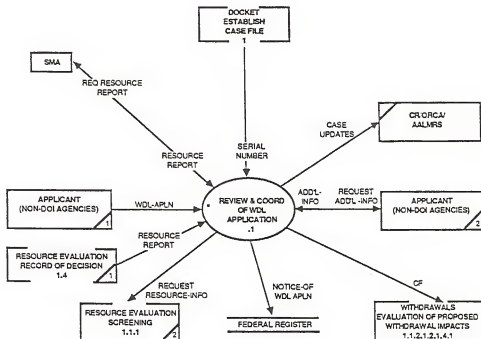 DOCKET
ESTABLISH
CASE FILE
1
SMA
REQ RESOURCE
REPORT
CR/ORCA/
AALMRS
CASE
UPDATES
RESOURCE
REPORT
SERIAL
NUMBER
APPLICANT
(NON-DOI AGENCIES)
1
WDL-APLN
REVIEW & COORD
OF WDL
APPLICATION
.1
ADD'L-
INFO
REQUEST
ADD'L -INFO
APPLICANT
(NON-DOI AGENCIES)
2
RESOURCE
REPORT
RESOURCE EVALUATION
RECORD OF DECISION
1.4
1
REQUEST
RESOURCE-INFO
NOTICE-OF
WDL APLN
CF
RESOURCE EVALUATION
SCREENING
1.1.1
2
FEDERAL REGISTER
WITHDRAWALS
EVALUATION OF PROPOSED
WITHDRAWAL IMPACTS
1.1.2.1.2.1.4.1